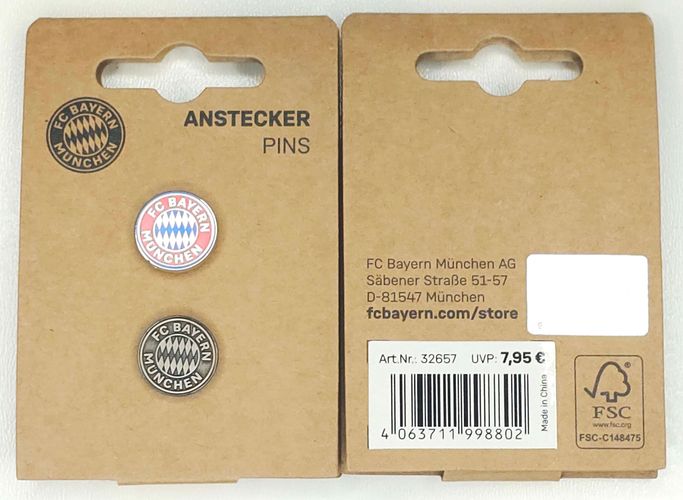 FC BAYERN
MÜNCHEN
ANSTECKER
PINS
FC BAYERN
MÜNCHEN
FC BAYERN
MÜNCHEN
FC Bayern München AG
Säbener Straße 51-57
D-81547 München
fcbayern.com/store
Art.Nr.: 32657 UVP: 7,95 €
Made in China
4 063711 998802
FSC
www.fsc.org
FSC-C148475